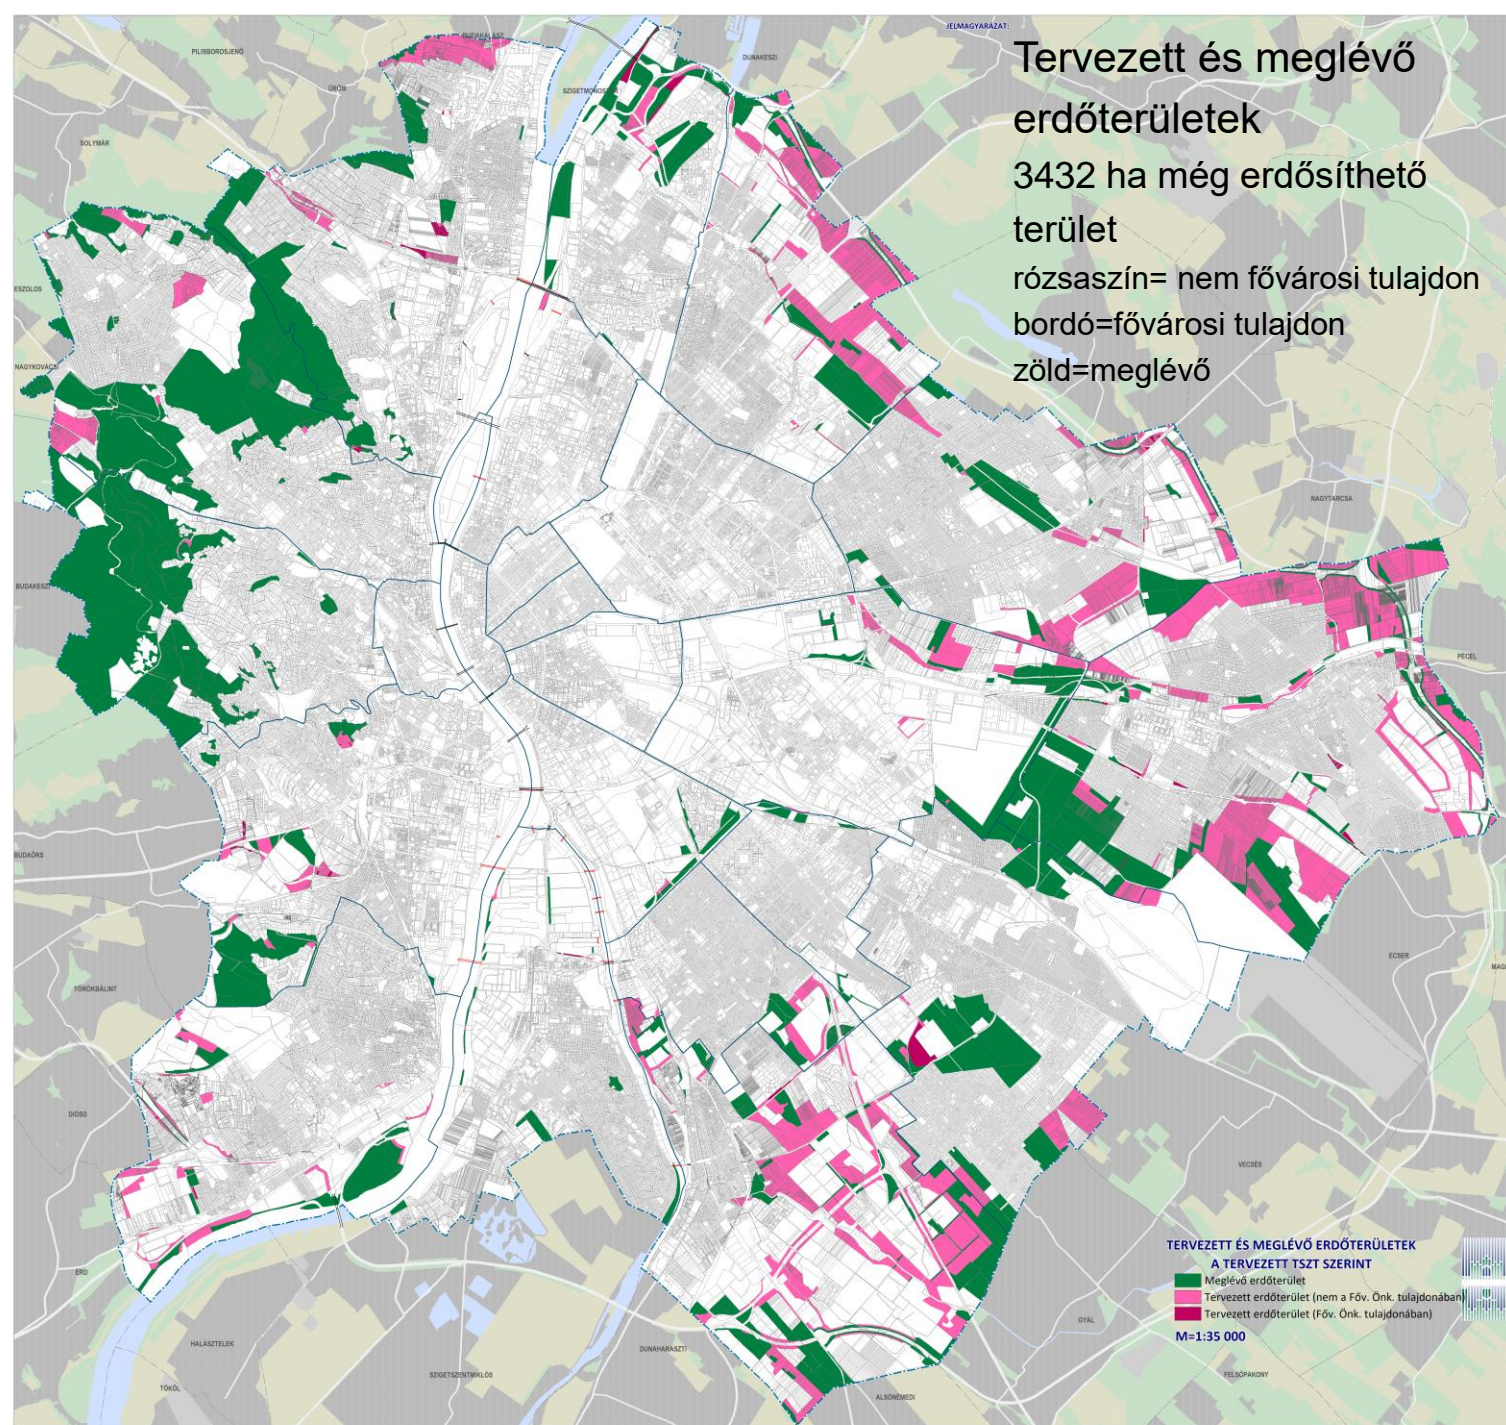 JELMAGYARÁZAT:
Tervezett és meglévő
erdőterületek
3432 ha még erdősíthető
terület
rózsaszín= nem fővárosi tulajdon
bordó=fővárosi tulajdon
zöld=meglévő
PILISBOROSJENŐ
BUDAKALÁSZ
DUNAKESZI
ÜRÖM
SZIGETMONOSTOR
SOLYMÁR
NAGYKOVÁCSI
NAGYTARCSA
BUDAKESZI
PÉCEL
BUDAÖRS
ECSER
TÖRÖKBÁLINT
DIÓSD
VECSÉS
ÉRD
HALÁSZTELEK
TÖKÖL
SZIGETSZENTMIKLÓS
DUNAHARASZTI
ALSÓNÉMEDI
GYÁL
FELSŐPAKONY
TERVEZETT ÉS MEGLÉVŐ ERDŐTERÜLETEK
A TERVEZETT TSZT SZERINT
Meglévő erdőterület
Tervezett erdőterület (nem a Főv. Önk. tulajdonában)
Tervezett erdőterület (Főv. Önk. tulajdonában)
M=1:35 000